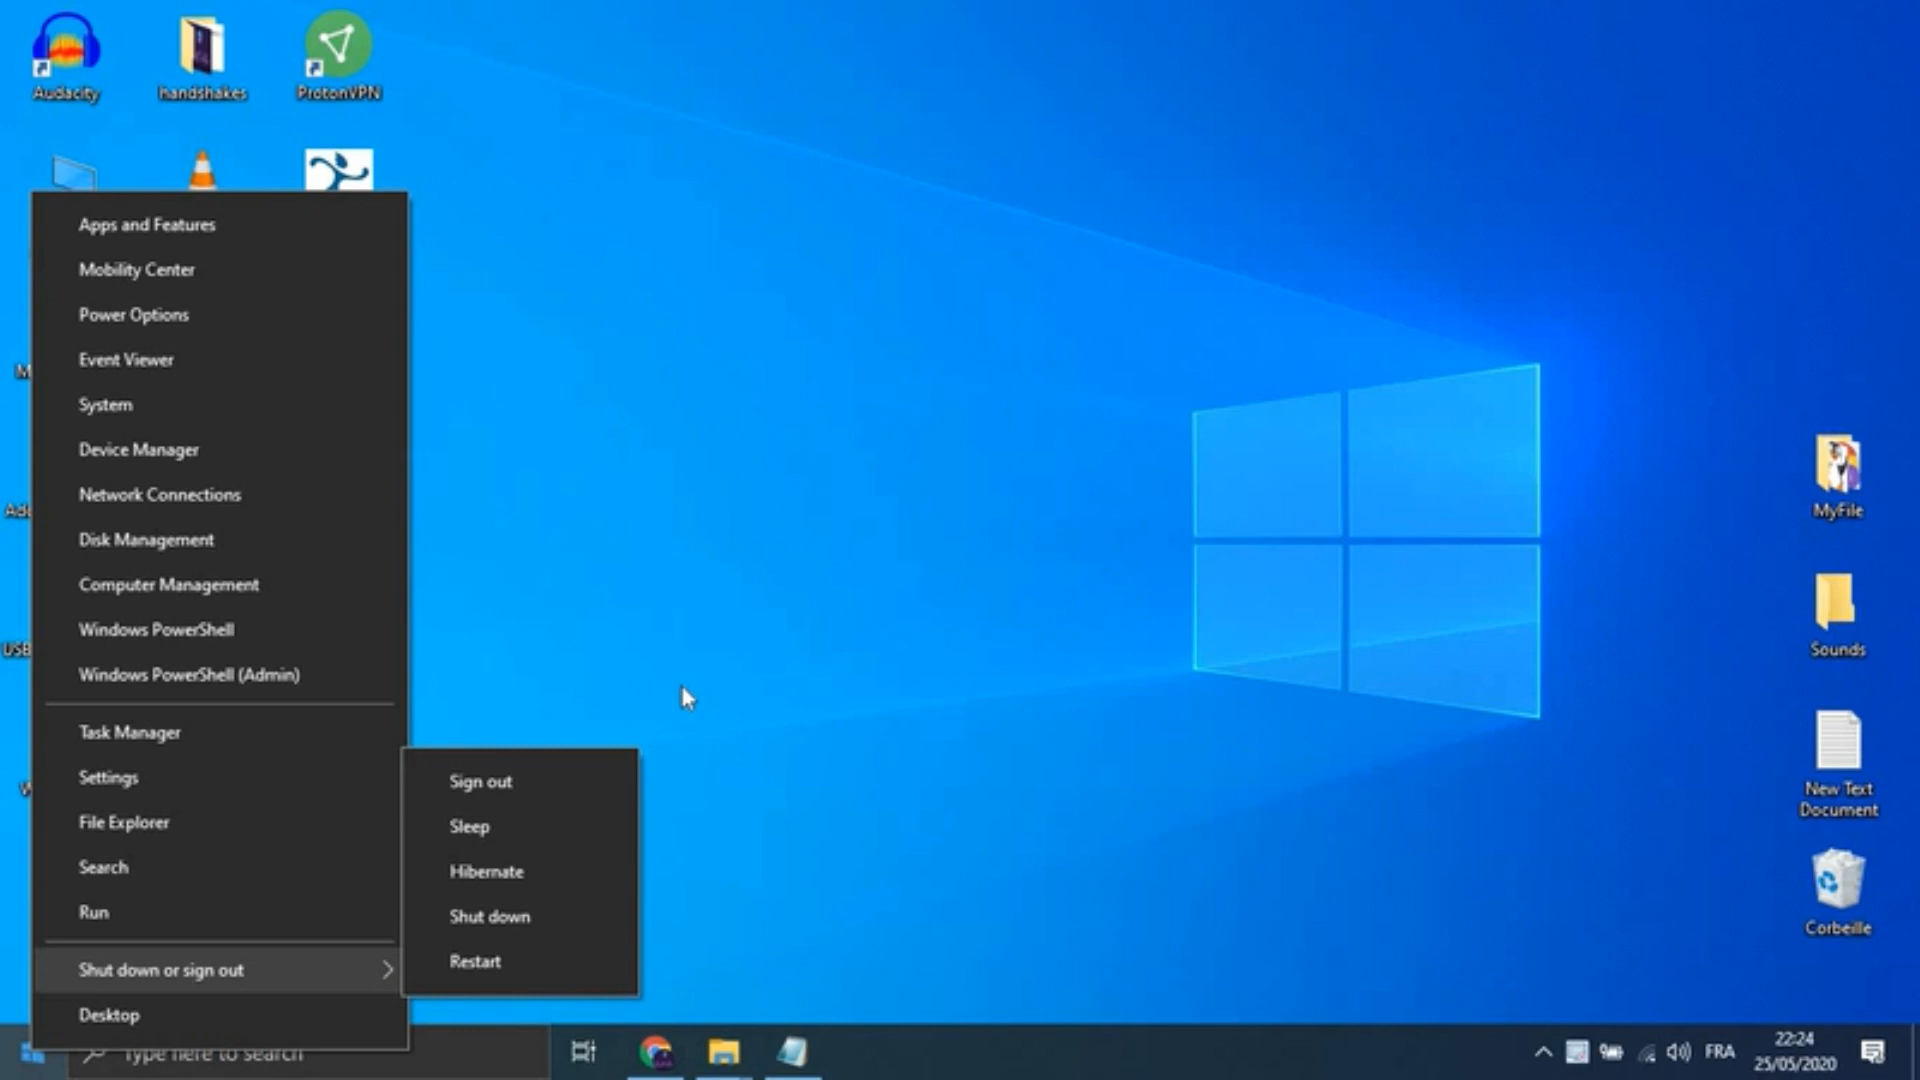 Audacity
handshakes
ProtonVPN
Apps and Features
Mobility Center
Power Options
Event Viewer
System
Device Manager
Network Connections
Disk Management
Computer Management
Windows PowerShell
Windows PowerShell (Admin)
Task Manager
Settings
File Explorer
Search
Run
Shut down or sign out
Desktop
Sign out
Sleep
Hibernate
Shut down
Restart
MyFile
Sounds
New Text
Document
Corbeille
USB
Type here to search
FRA
22:24
25/05/2020